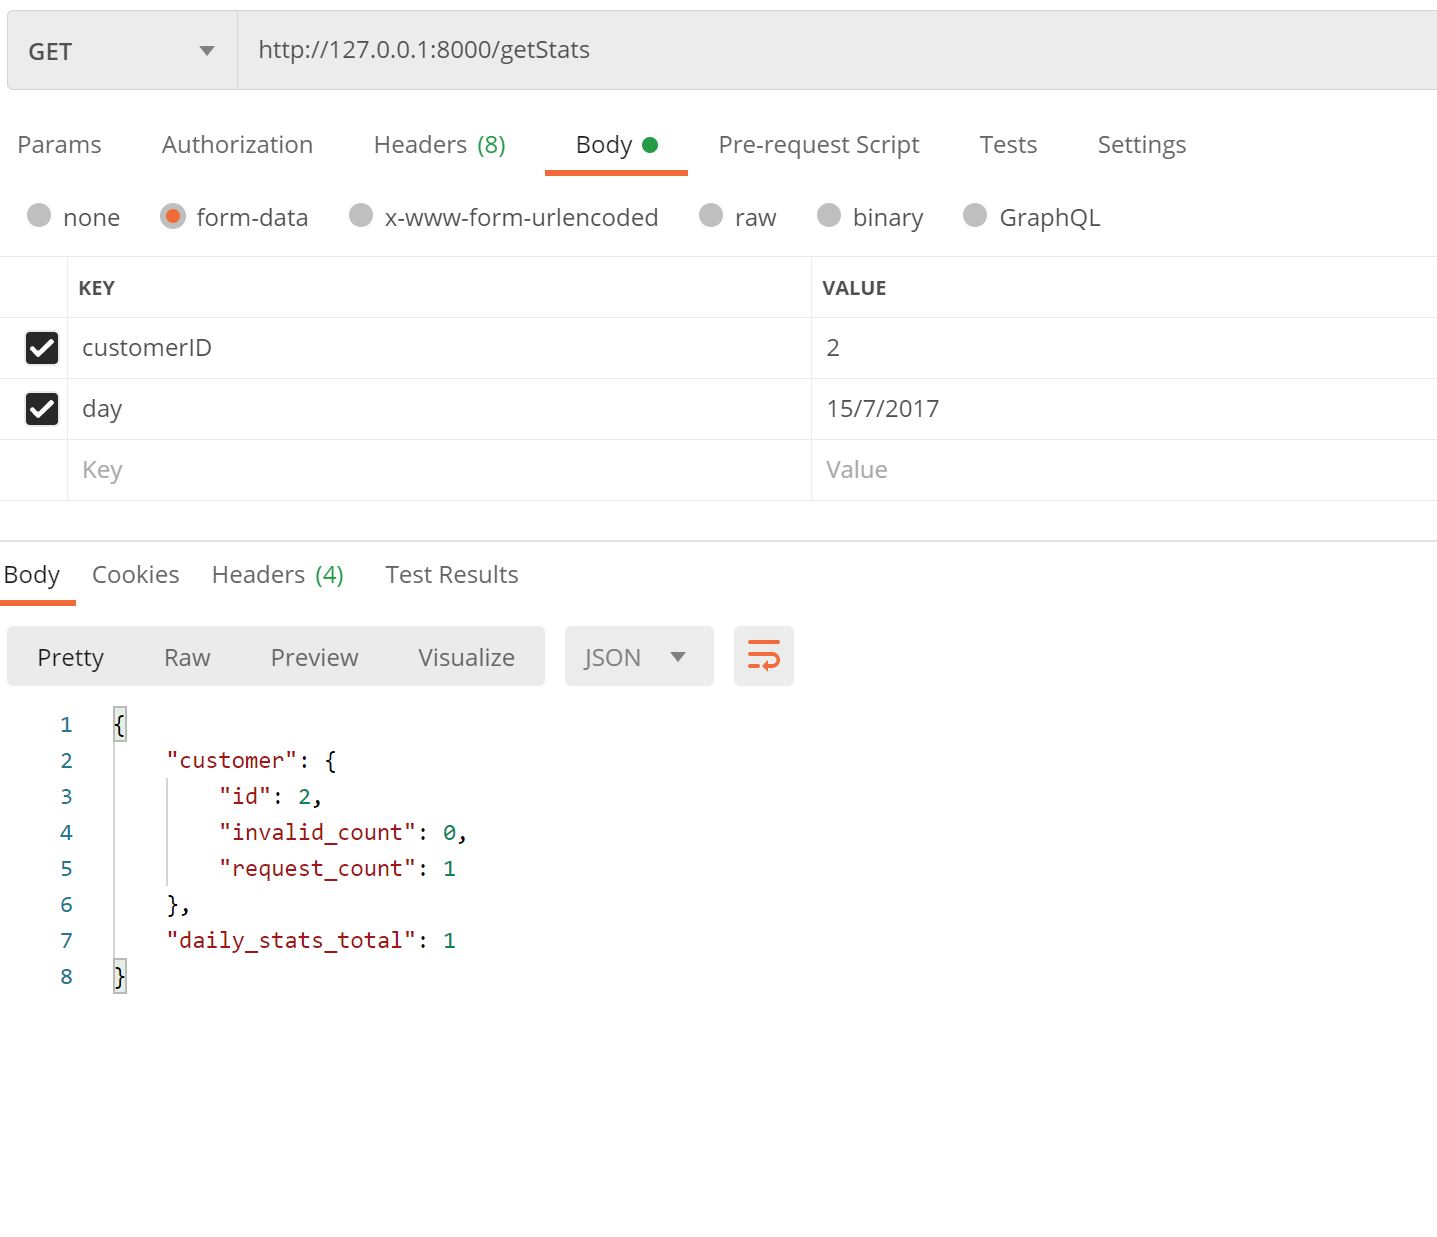 GET http://127.0.0.1:8000/getStats
Params Authorization Headers (8) Body Pre-request Script Tests Settings
none form-data x-www-form-urlencoded raw binary GraphQL
KEY VALUE
customerID 2
day 15/7/2017
Key Value
Body Cookies Headers (4) Test Results
Pretty Raw Preview Visualize JSON
1 {
2 "customer": {
3 "id": 2,
4 "invalid_count": 0,
5 "request_count": 1
6 },
7 "daily_stats_total": 1
8 }